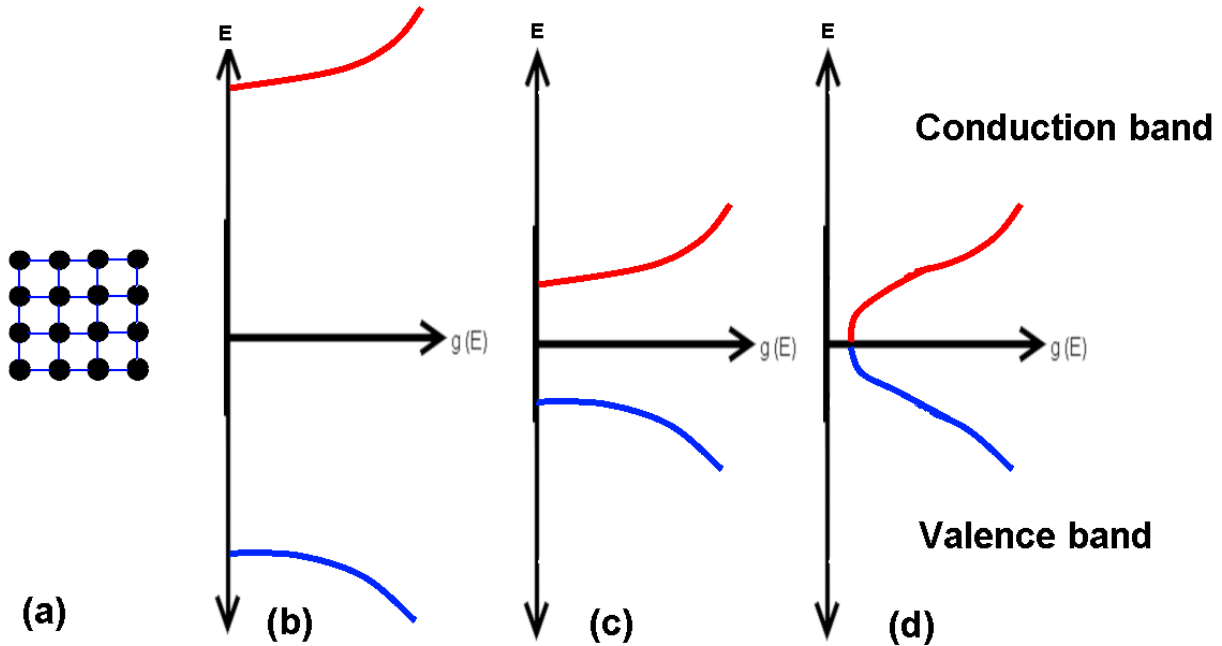 E
E
E
Conduction band
g (E)
g (E)
g (E)
Valence band
(a)
(b)
(c)
(d)